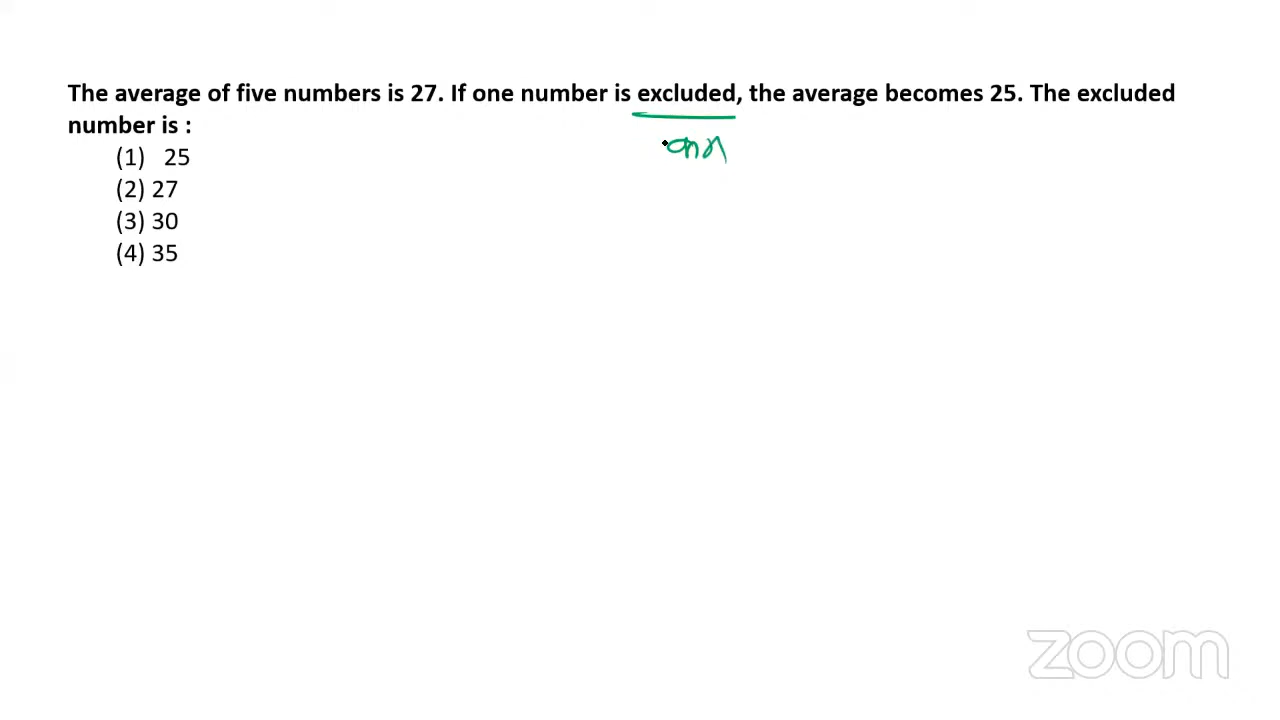 The average of five numbers is 27. If one number is excluded, the average becomes 25. The excluded
number is :
(1) 25
(2) 27
(3) 30
(4) 35
zoom